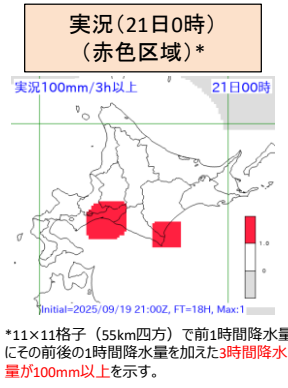 実況(21日0時)
(赤色区域)*
実況100mm/3h以上 21日00時
1.0
0
Initial=2025/09/19 21:00Z, FT=18H, Max:1
*11×11格子(55km四方)で前1時間降水量
にその前後の1時間降水量を加えた3時間降水
量が100mm以上を示す。